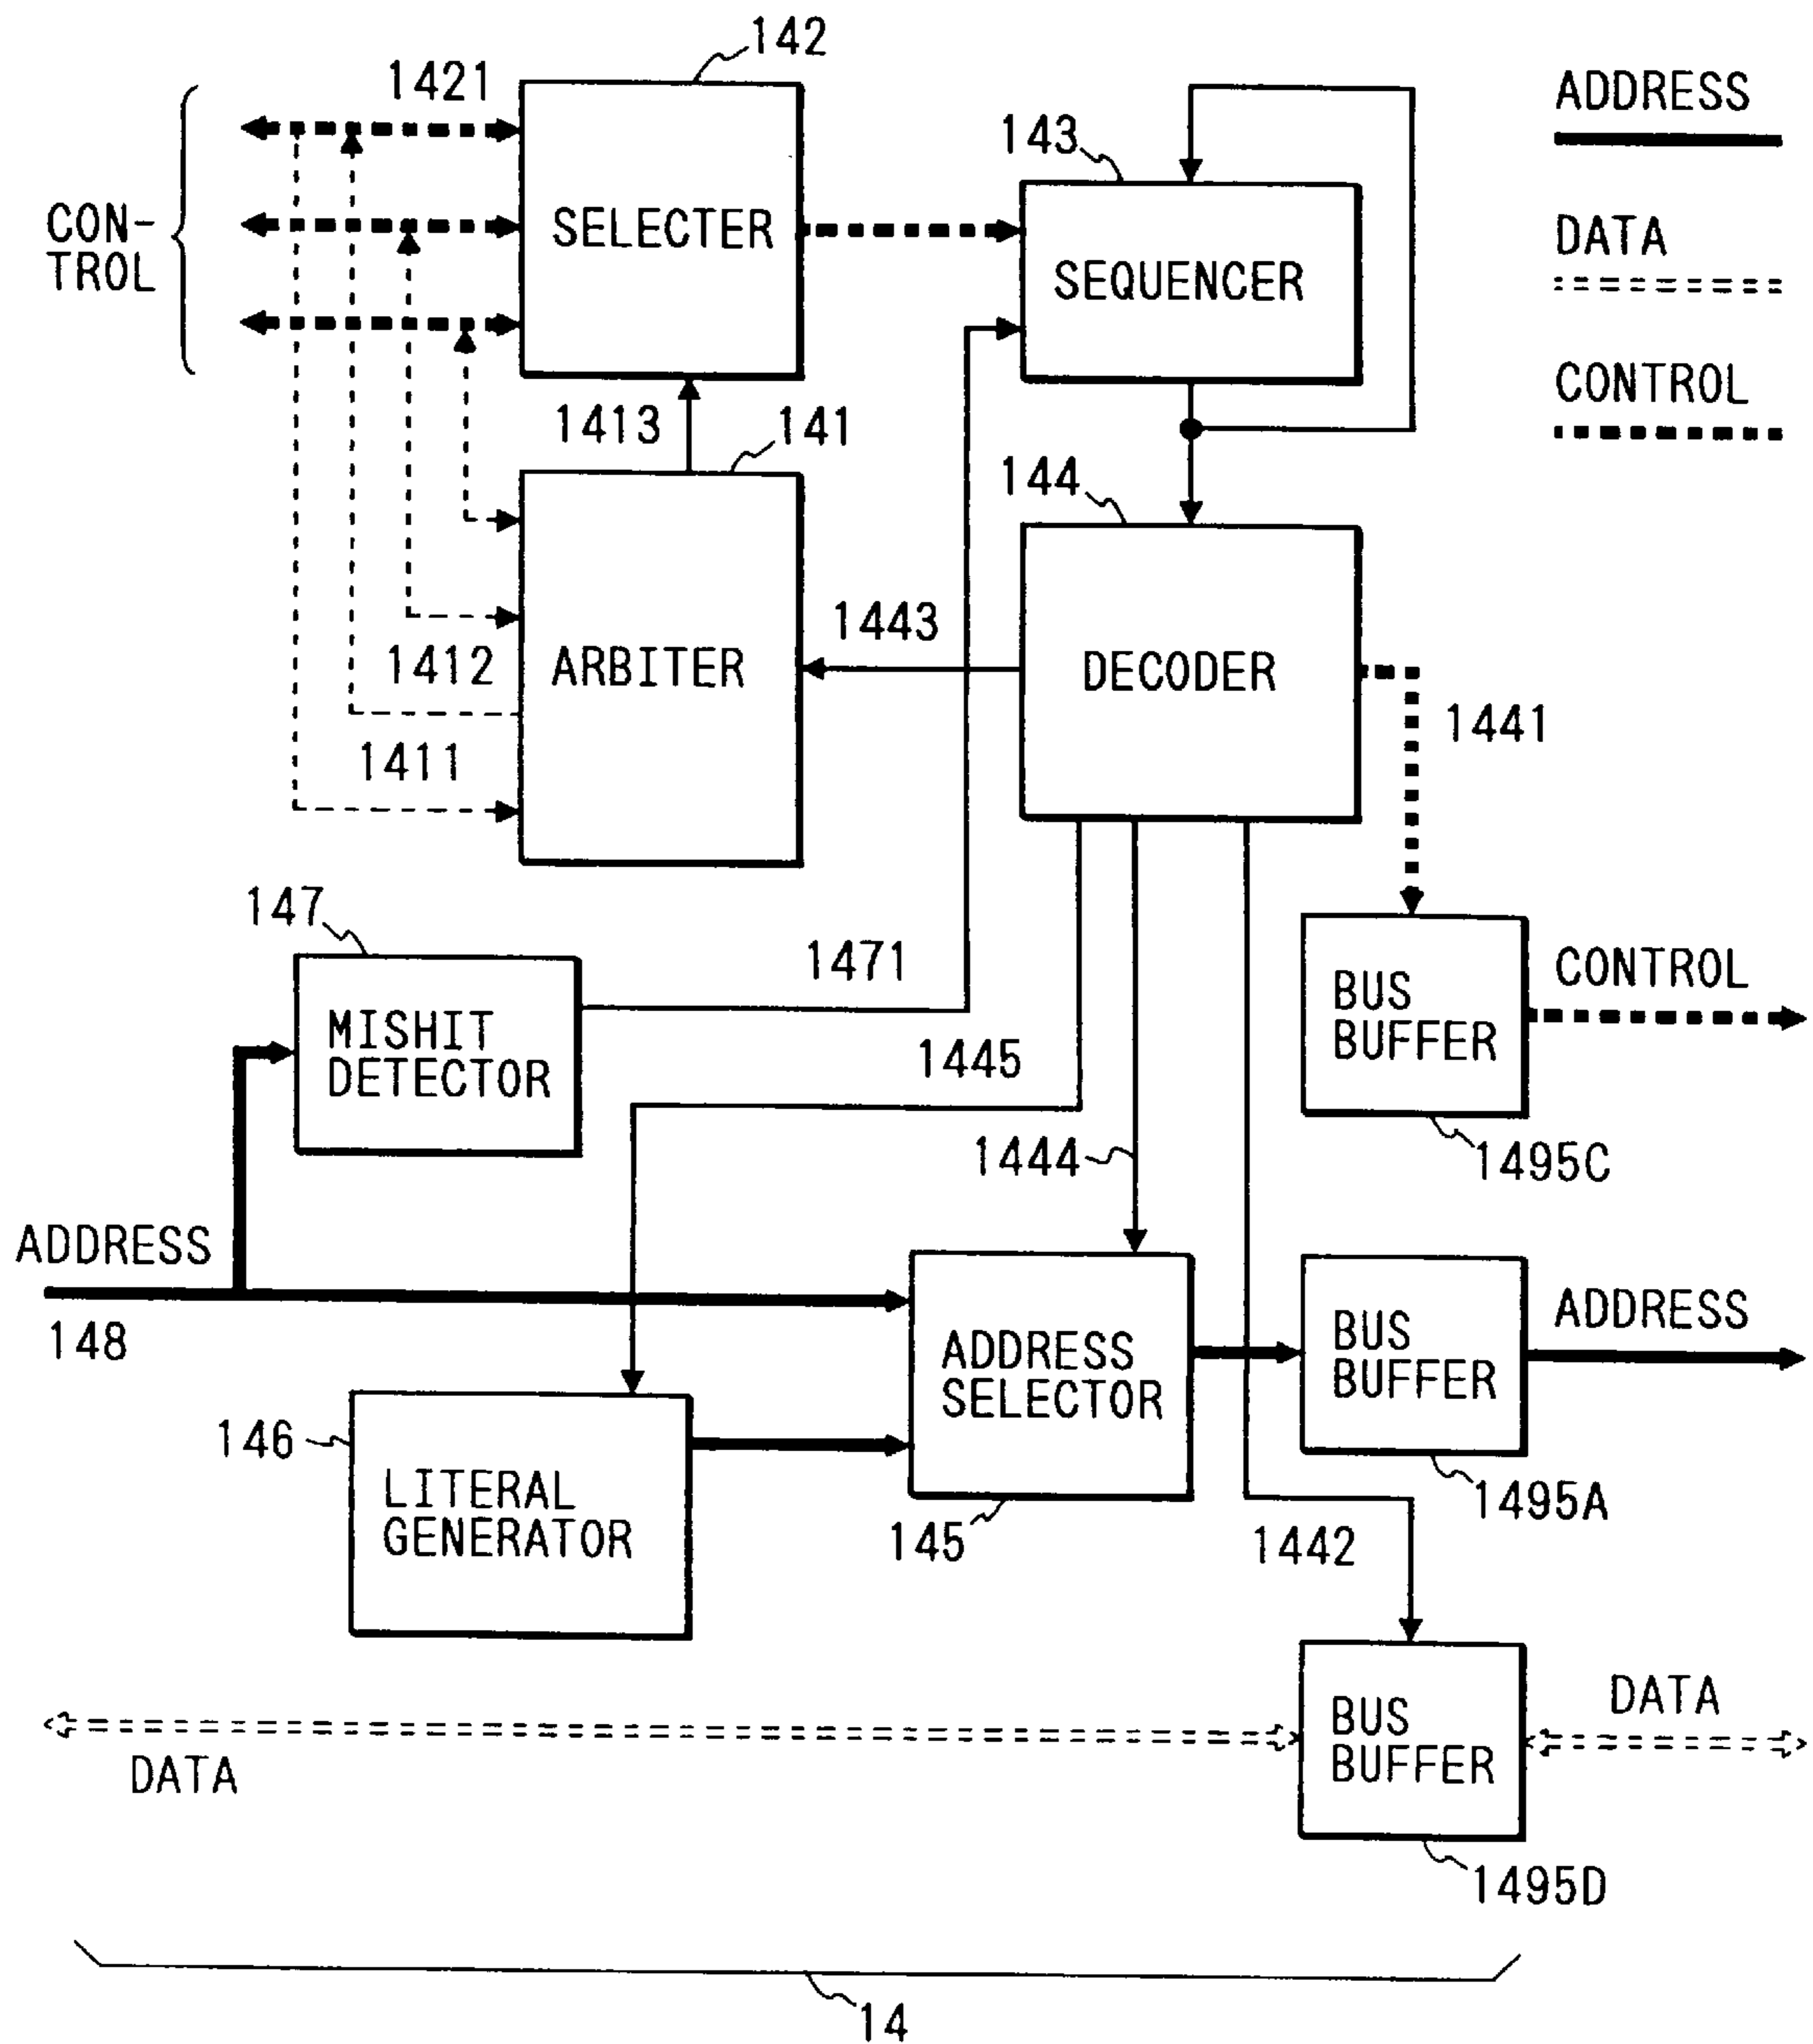 142
1421
ADDRESS
143
CON-
TROL
SELECTER
SEQUENCER
DATA
CONTROL
1413
141
144
1443
1412
ARBITER
DECODER
1441
1411
147
1471
MISHIT
DETECTOR
BUS
BUFFER
CONTROL
1445
1444
1495C
ADDRESS
148
ADDRESS
SELECTOR
BUS
BUFFER
ADDRESS
146
LITERAL
GENERATOR
145
1442
1495A
DATA
BUS
BUFFER
DATA
1495D
14